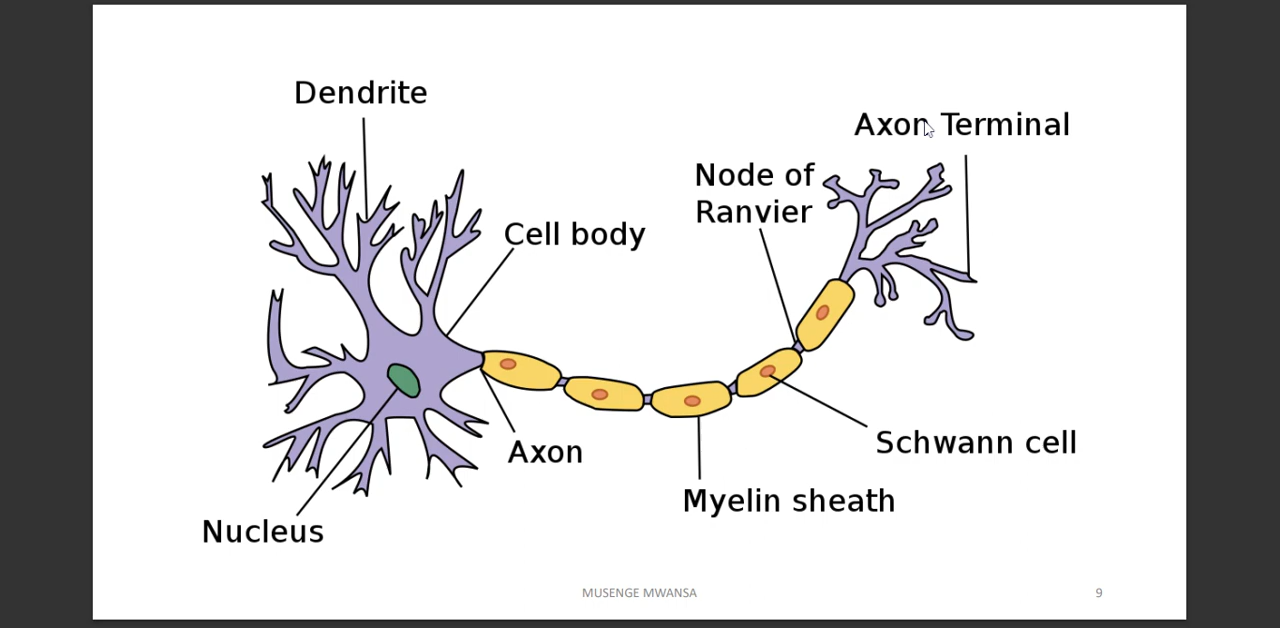 Dendrite
Axon Terminal
Node of
Ranvier
Cell body
Axon
Schwann cell
Myelin sheath
Nucleus
MUSENGE MWANSA
9